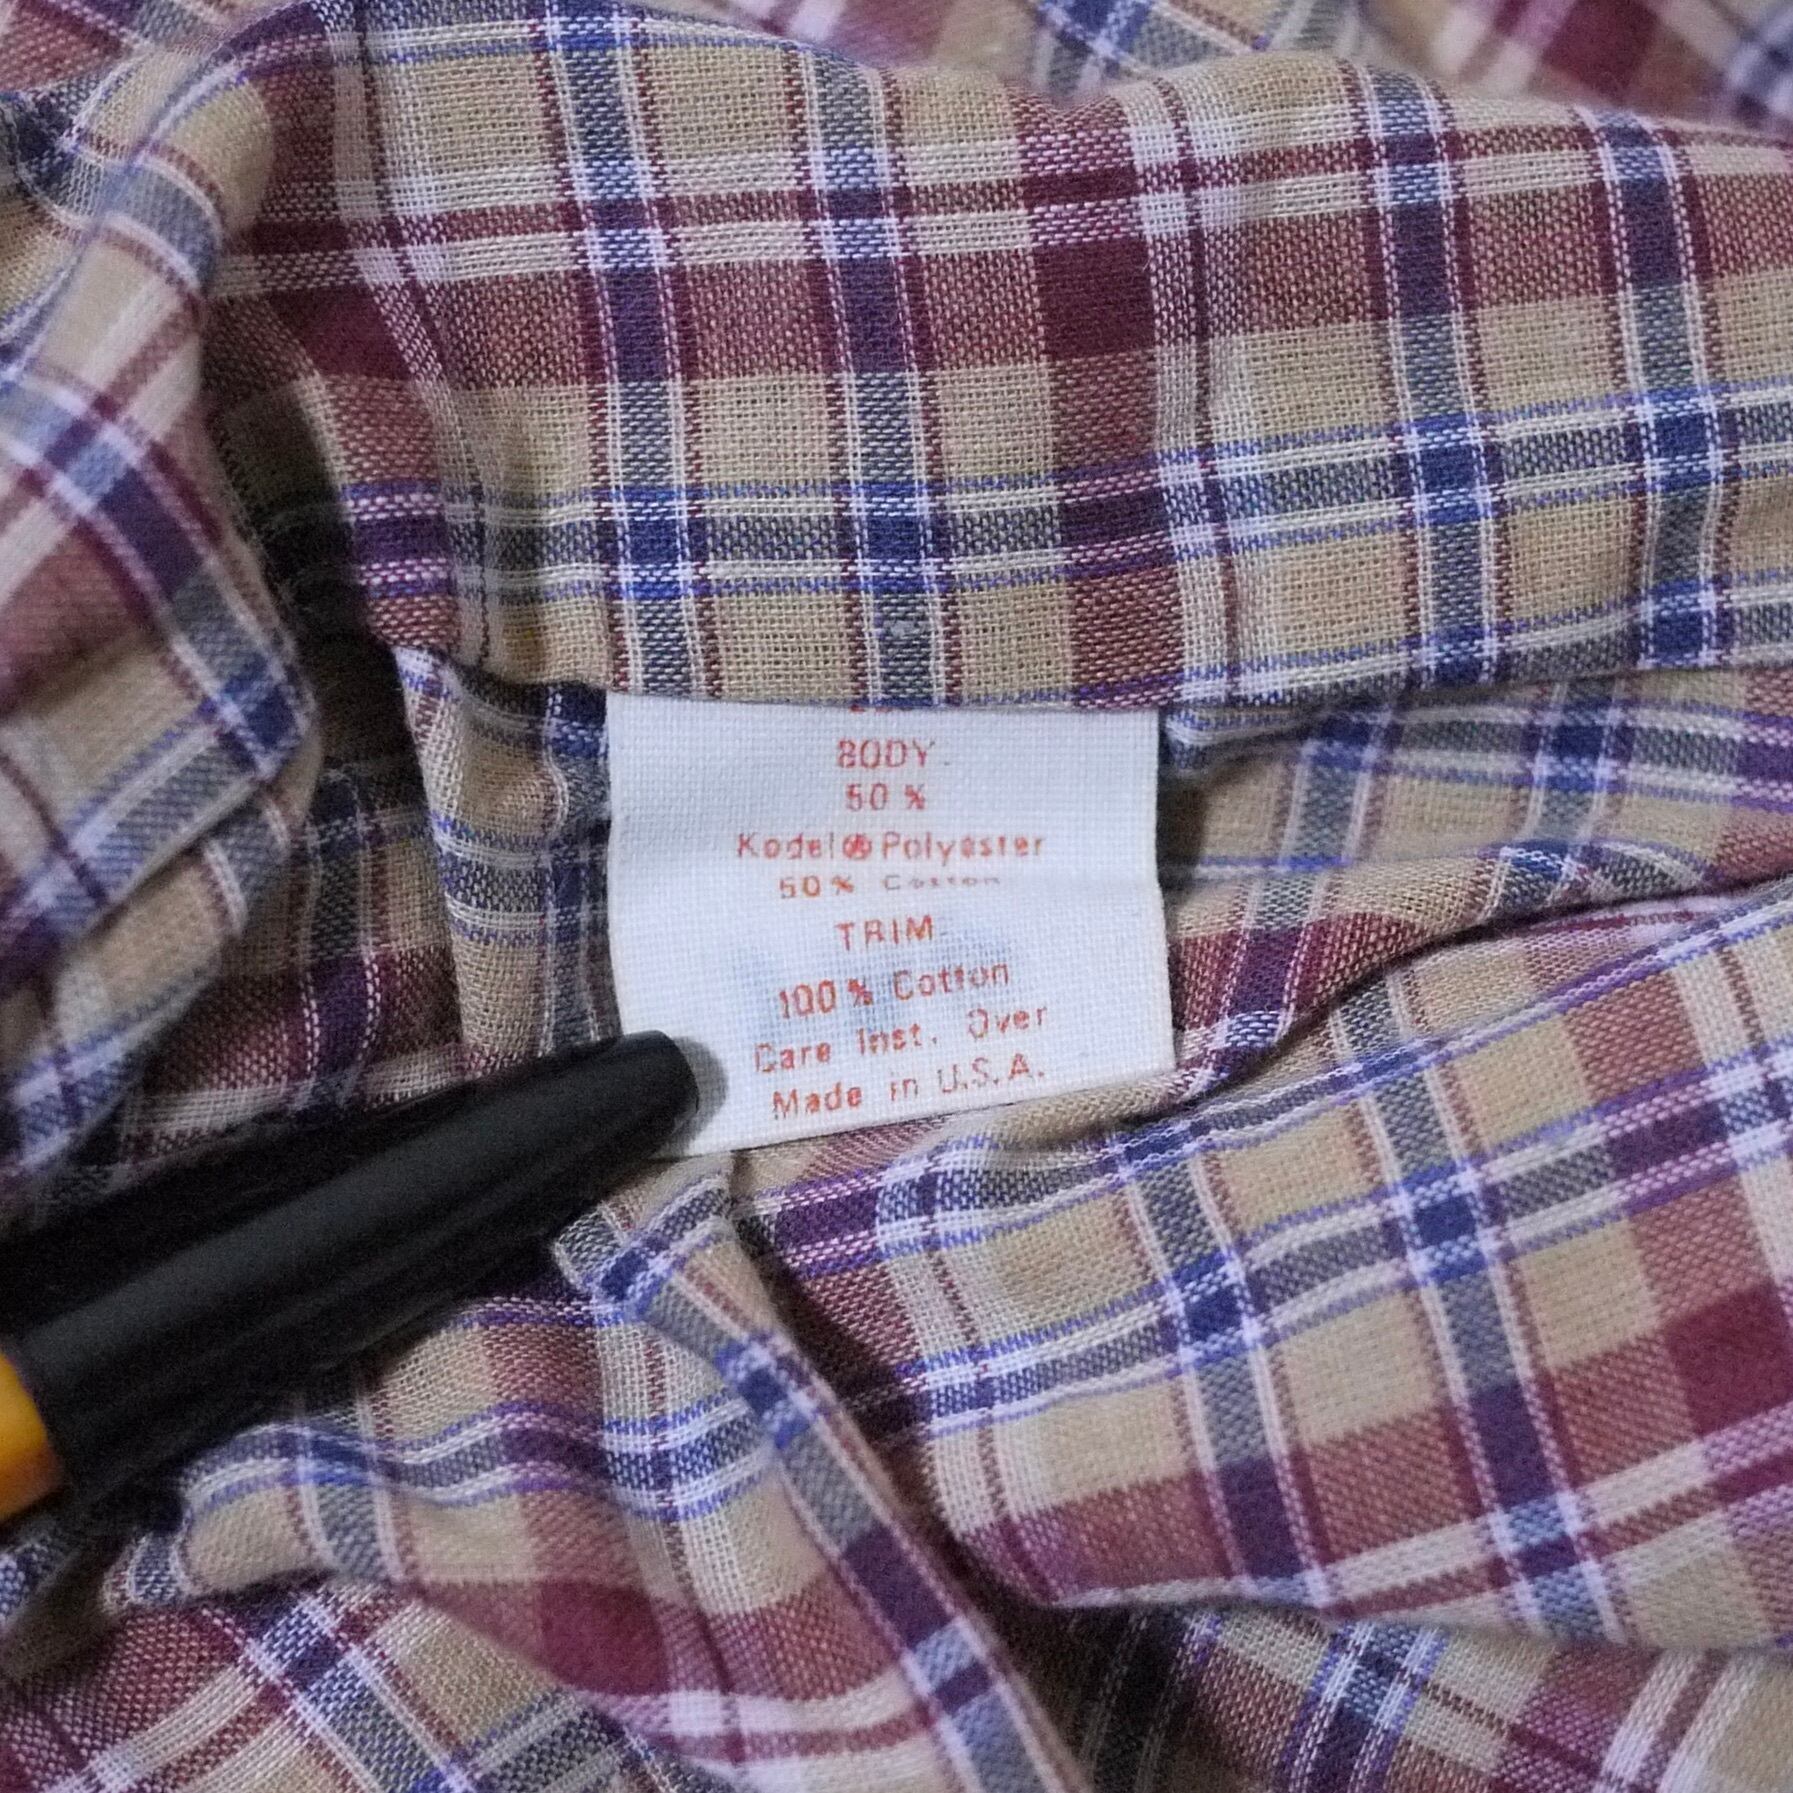 BODY
50 %
Kodel® Polyester
50 % Cotton
TRIM
100 % Cotton
Care Inst. Over
Made in U.S.A.